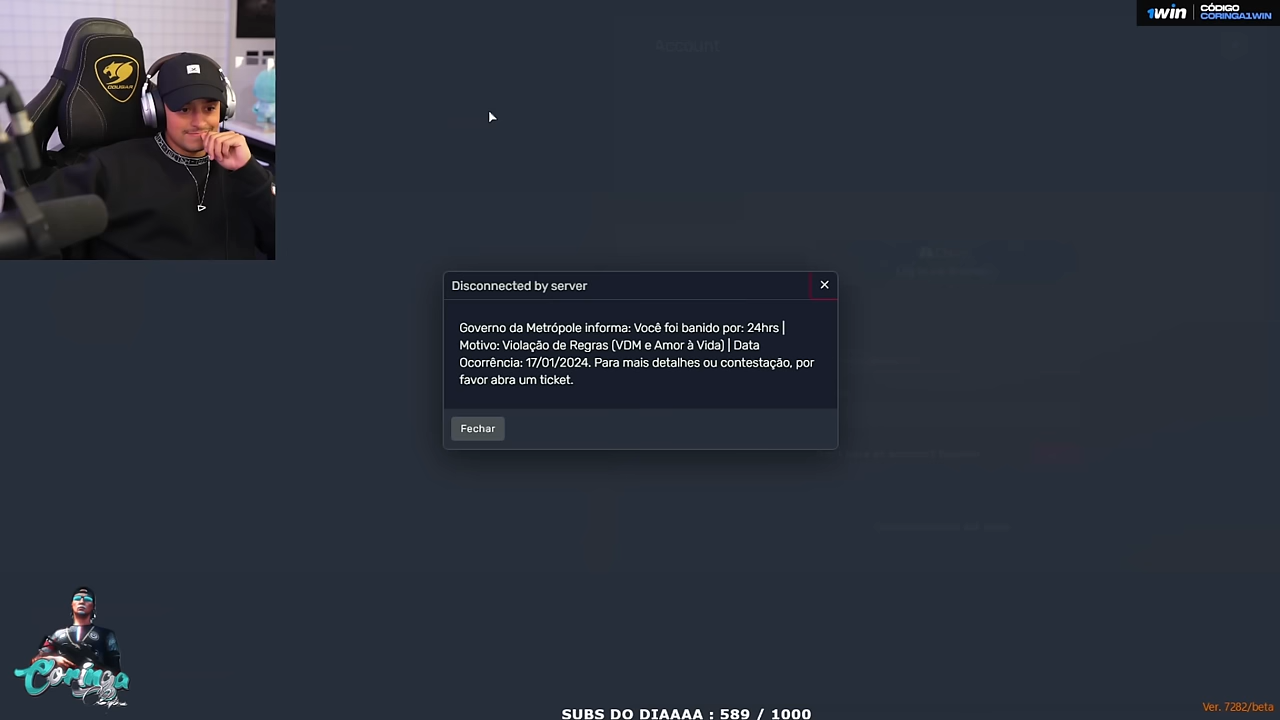 1win
CÓDIGO
CORINGA1WIN
Account
COUGAR
Disconnected by server
Governo da Metrópole informa: Você foi banido por: 24hrs |
Motivo: Violação de Regras (VDM e Amor à Vida) | Data
Ocorrência: 17/01/2024. Para mais detalhes ou contestação, por
favor abra um ticket.
Fechar
Coringa
SUBS DO DIAAAA : 589 / 1000
Ver. 7282/beta